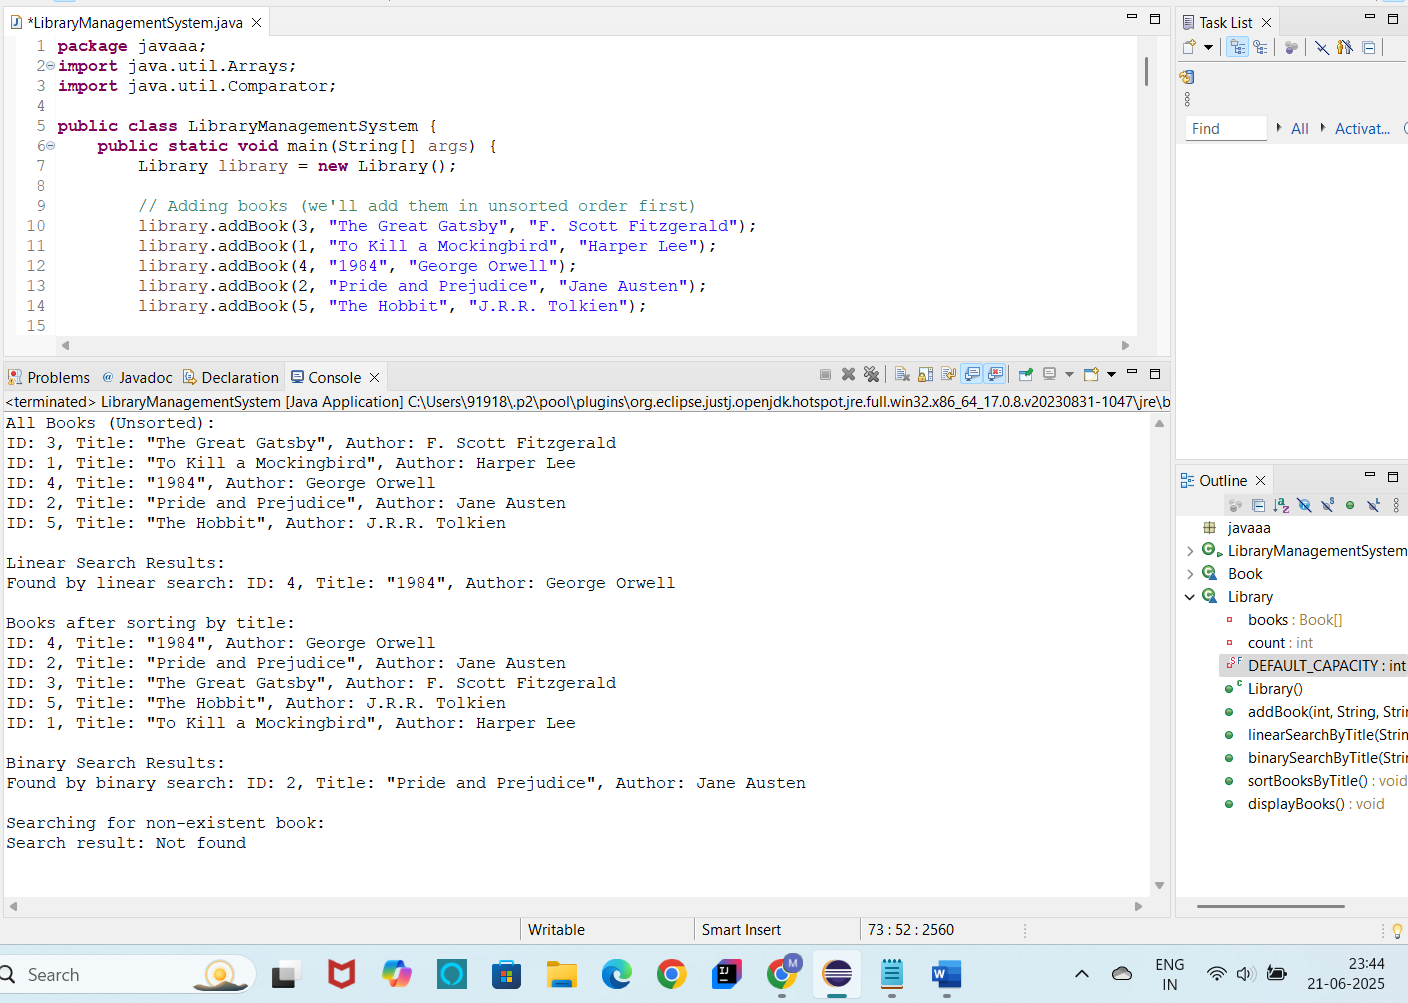 *LibraryManagementSystem.java
1 package javaaa;
2 import java.util.Arrays;
3 import java.util.Comparator;
4
5 public class LibraryManagementSystem {
6 public static void main(String[] args) {
7 Library library = new Library();
8
9 // Adding books (we'll add them in unsorted order first)
10 library.addBook(3, "The Great Gatsby", "F. Scott Fitzgerald");
11 library.addBook(1, "To Kill a Mockingbird", "Harper Lee");
12 library.addBook(4, "1984", "George Orwell");
13 library.addBook(2, "Pride and Prejudice", "Jane Austen");
14 library.addBook(5, "The Hobbit", "J.R.R. Tolkien");
15
Problems @ Javadoc Declaration Console
<terminated> LibraryManagementSystem [Java Application] C:\Users\91918\.p2\pool\plugins\org.eclipse.justj.openjdk.hotspot.jre.full.win32.x86_64_17.0.8.v20230831-1047\jre\b
All Books (Unsorted):
ID: 3, Title: "The Great Gatsby", Author: F. Scott Fitzgerald
ID: 1, Title: "To Kill a Mockingbird", Author: Harper Lee
ID: 4, Title: "1984", Author: George Orwell
ID: 2, Title: "Pride and Prejudice", Author: Jane Austen
ID: 5, Title: "The Hobbit", Author: J.R.R. Tolkien
Linear Search Results:
Found by linear search: ID: 4, Title: "1984", Author: George Orwell
Books after sorting by title:
ID: 4, Title: "1984", Author: George Orwell
ID: 2, Title: "Pride and Prejudice", Author: Jane Austen
ID: 3, Title: "The Great Gatsby", Author: F. Scott Fitzgerald
ID: 5, Title: "The Hobbit", Author: J.R.R. Tolkien
ID: 1, Title: "To Kill a Mockingbird", Author: Harper Lee
Binary Search Results:
Found by binary search: ID: 2, Title: "Pride and Prejudice", Author: Jane Austen
Searching for non-existent book:
Search result: Not found
Task List
Find All Activat...
Outline
javaaa
LibraryManagementSystem
Book
Library
books : Book[]
count : int
DEFAULT_CAPACITY : int
Library()
addBook(int, String, Strin
linearSearchByTitle(Strin
binarySearchByTitle(Stri
sortBooksByTitle() : void
displayBooks() : void
Writable Smart Insert 73 : 52 : 2560
Search
ENG
IN
23:44
21-06-2025